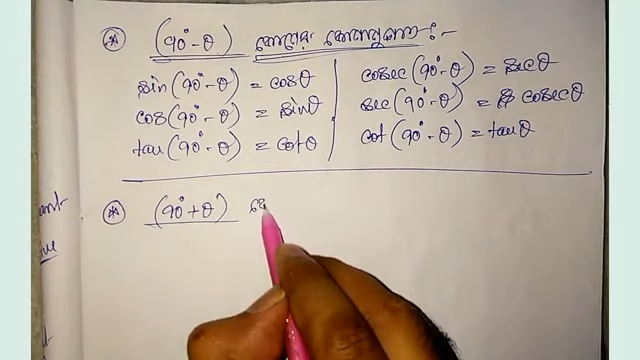 (90° - θ) কোণের কোণানুপাত :-
sin (90° - θ) = cosθ
cos (90° - θ) = sinθ
tan (90° - θ) = cotθ
cosec (90° - θ) = secθ
sec (90° - θ) = cosecθ
cot (90° - θ) = tanθ
(90° + θ) কো